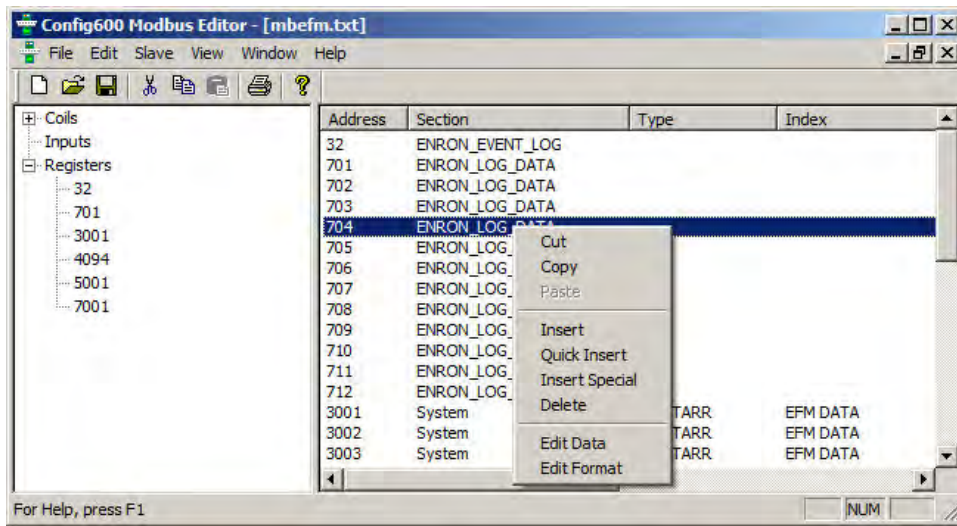 Config600 Modbus Editor - [mbefm.txt]
File Edit Slave View Window Help
Coils
Inputs
Registers
32
701
3001
4094
5001
7001
Address Section Type Index
32 ENRON_EVENT_LOG
701 ENRON_LOG_DATA
702 ENRON_LOG_DATA
703 ENRON_LOG_DATA
704 ENRON_LOG_DATA
705 ENRON_LOG_
706 ENRON_LOG_
707 ENRON_LOG_
708 ENRON_LOG_
709 ENRON_LOG_
710 ENRON_LOG_
711 ENRON_LOG_
712 ENRON_LOG_
3001 System TARR EFM DATA
3002 System TARR EFM DATA
3003 System TARR EFM DATA
Cut
Copy
Paste
Insert
Quick Insert
Insert Special
Delete
Edit Data
Edit Format
For Help, press F1 NUM